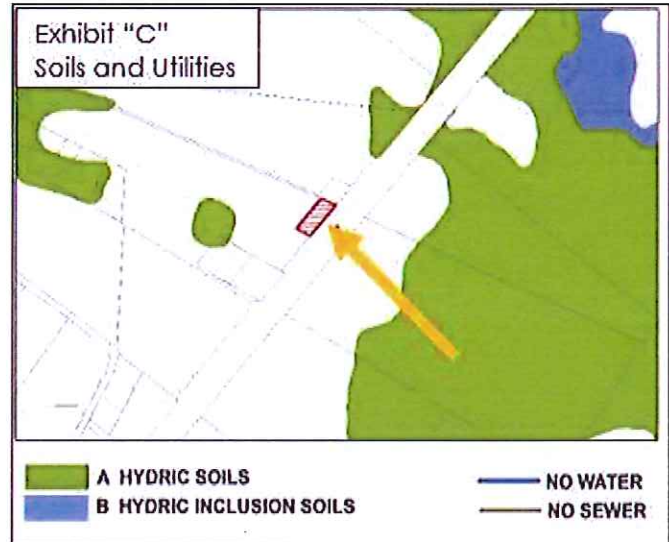 Exhibit "C"
Soils and Utilities
A HYDRIC SOILS
B HYDRIC INCLUSION SOILS
NO WATER
NO SEWER